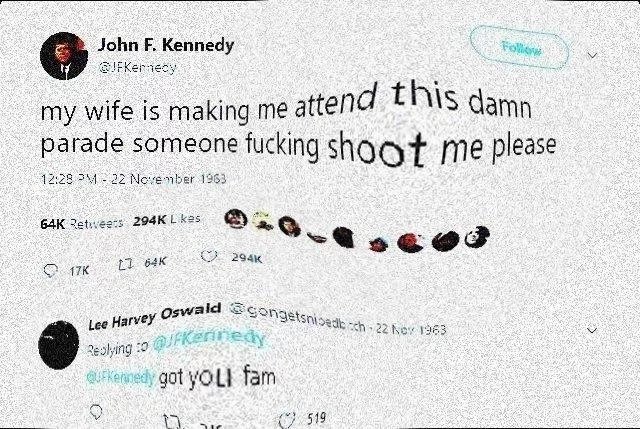 John F. Kennedy
Follow
@JFKennedy
my wife is making me attend this damn
parade someone fucking shoot me please
12:28 PM - 22 November 1963
64K Retweets 294K Likes
17K 64K 294K
Lee Harvey Oswald @gongetsnipedbitch · 22 Nov 1963
Replying to @JFKennedy
@JFKennedy got you fam
519